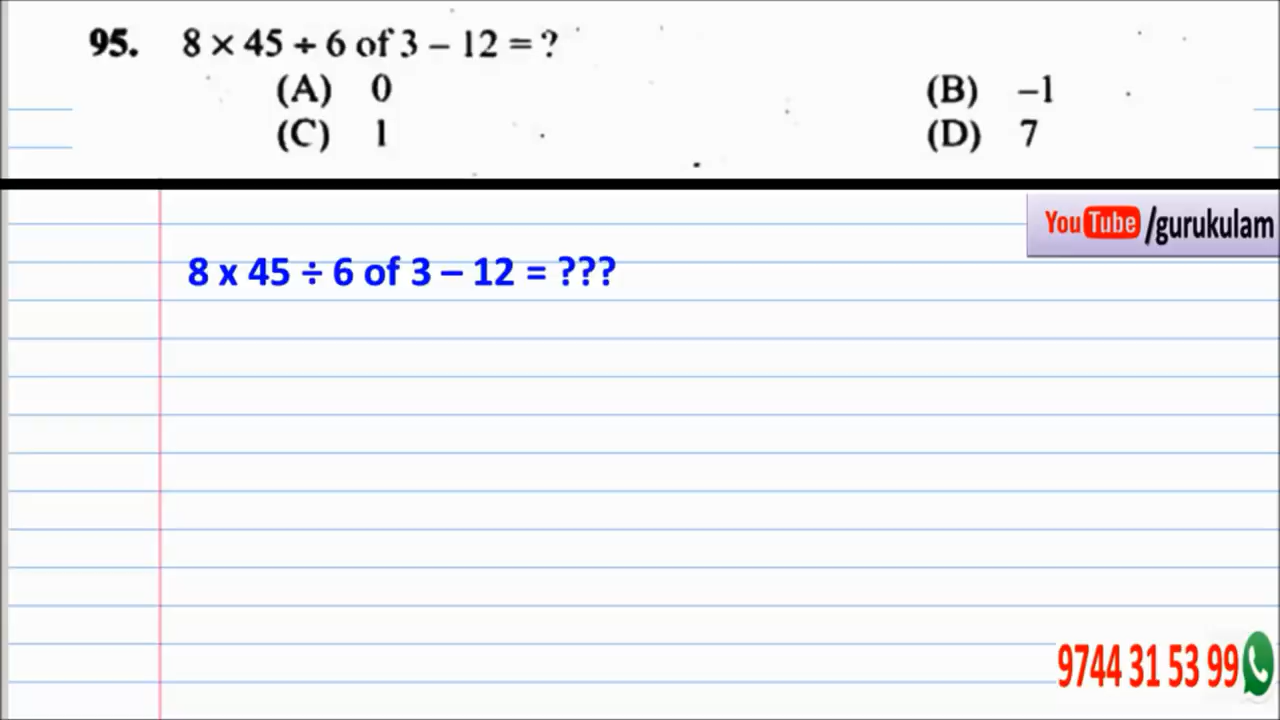 95. 8 × 45 ÷ 6 of 3 – 12 = ?
(A) 0 (B) –1
(C) 1 (D) 7
YouTube/gurukulam
8 x 45 ÷ 6 of 3 – 12 = ???
9744 31 53 99